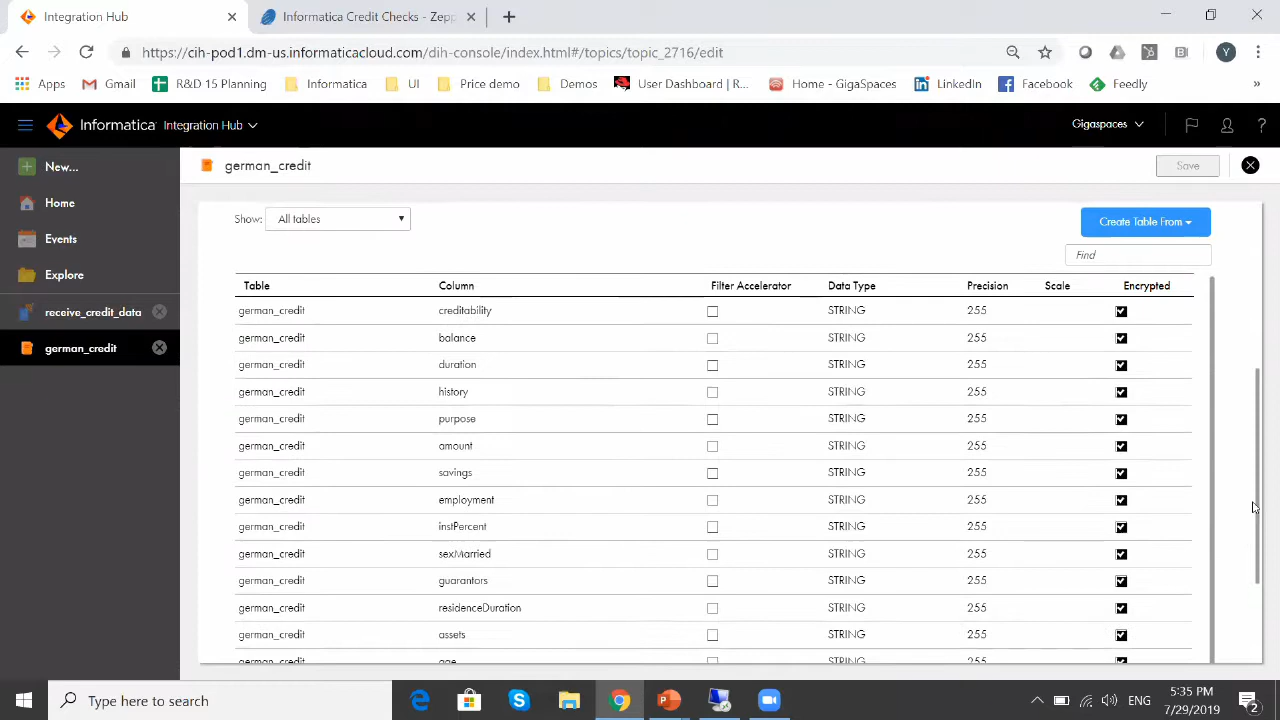 Integration Hub
Informatica Credit Checks - Zepp
https://cih-pod1.dm-us.informaticacloud.com/dih-console/index.html#/topics/topic_2716/edit
Y
Apps Gmail R&D 15 Planning Informatica UI Price demo Demos User Dashboard | R... Home - GigaSpaces LinkedIn Facebook Feedly »
Informatica Integration Hub
Gigaspaces
?
New...
Home
Events
Explore
receive_credit_data
german_credit
german_credit
Save
Show: All tables
Create Table From
Find
Table Column Filter Accelerator Data Type Precision Scale Encrypted
german_credit creditability STRING 255
german_credit balance STRING 255
german_credit duration STRING 255
german_credit history STRING 255
german_credit purpose STRING 255
german_credit amount STRING 255
german_credit savings STRING 255
german_credit employment STRING 255
german_credit instPercent STRING 255
german_credit sexMarried STRING 255
german_credit guarantors STRING 255
german_credit residenceDuration STRING 255
german_credit assets STRING 255
german_credit age STRING 255
Type here to search
ENG
5:35 PM
7/29/2019
2